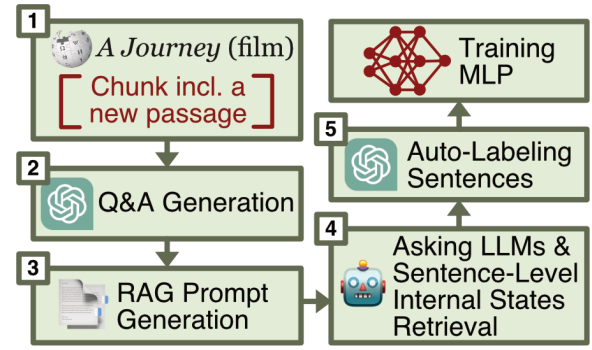 1
A Journey (film)
Chunk incl. a
new passage
2
Q&A Generation
3
RAG Prompt
Generation
4
Asking LLMs &
Sentence-Level
Internal States
Retrieval
5
Auto-Labeling
Sentences
Training
MLP